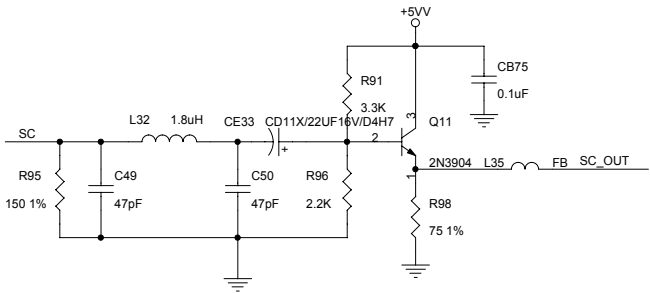 +5VV
CB75
0.1uF
R91
3.3K
L32 1.8uH CE33 CD11X/22UF16V/D4H7
3
Q11
2
SC
+
2N3904 L35 FB SC_OUT
1
R95
150 1%
C49
47pF
C50
47pF
R96
2.2K
R98
75 1%